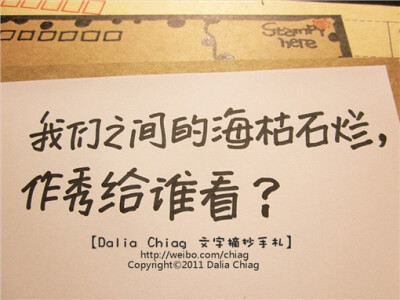 Stamp
here
我们之间的海枯石烂，
作秀给谁看？
【Dalia Chiag 文字摘抄手札】
http://weibo.com/chiag
Copyright©2011 Dalia Chiag